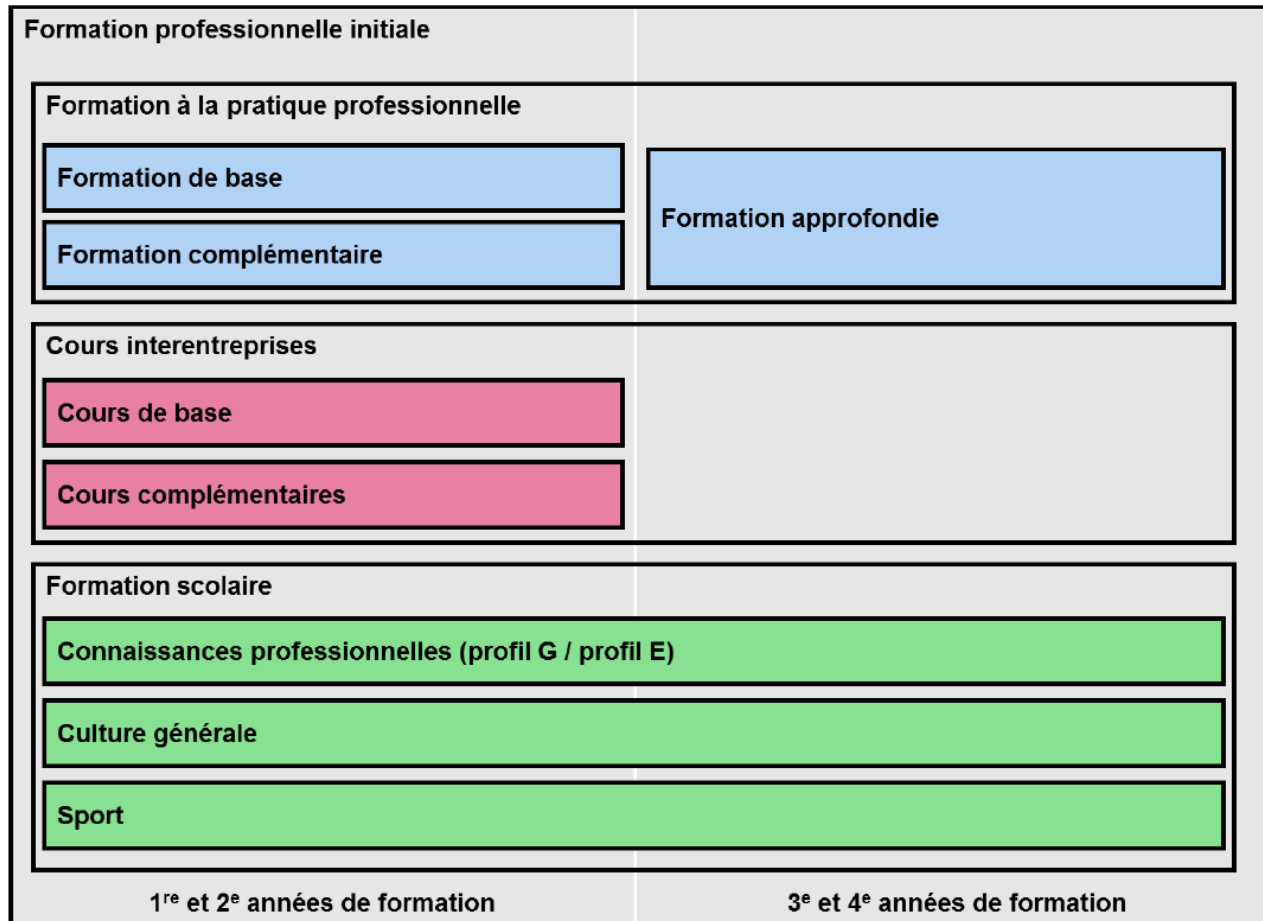 Formation professionnelle initiale
Formation à la pratique professionnelle
Formation de base
Formation complémentaire
Formation approfondie
Cours interentreprises
Cours de base
Cours complémentaires
Formation scolaire
Connaissances professionnelles (profil G / profil E)
Culture générale
Sport
1re et 2e années de formation
3e et 4e années de formation